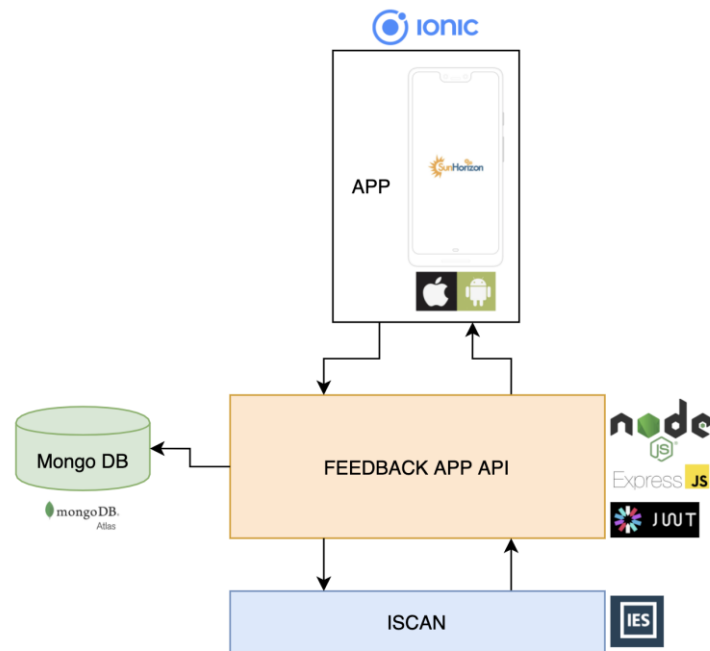 IONIC
APP
SunHorizon
FEEDBACK APP API
Mongo DB
mongoDB.
Atlas
node
JS
Express JS
JWT
ISCAN
IES